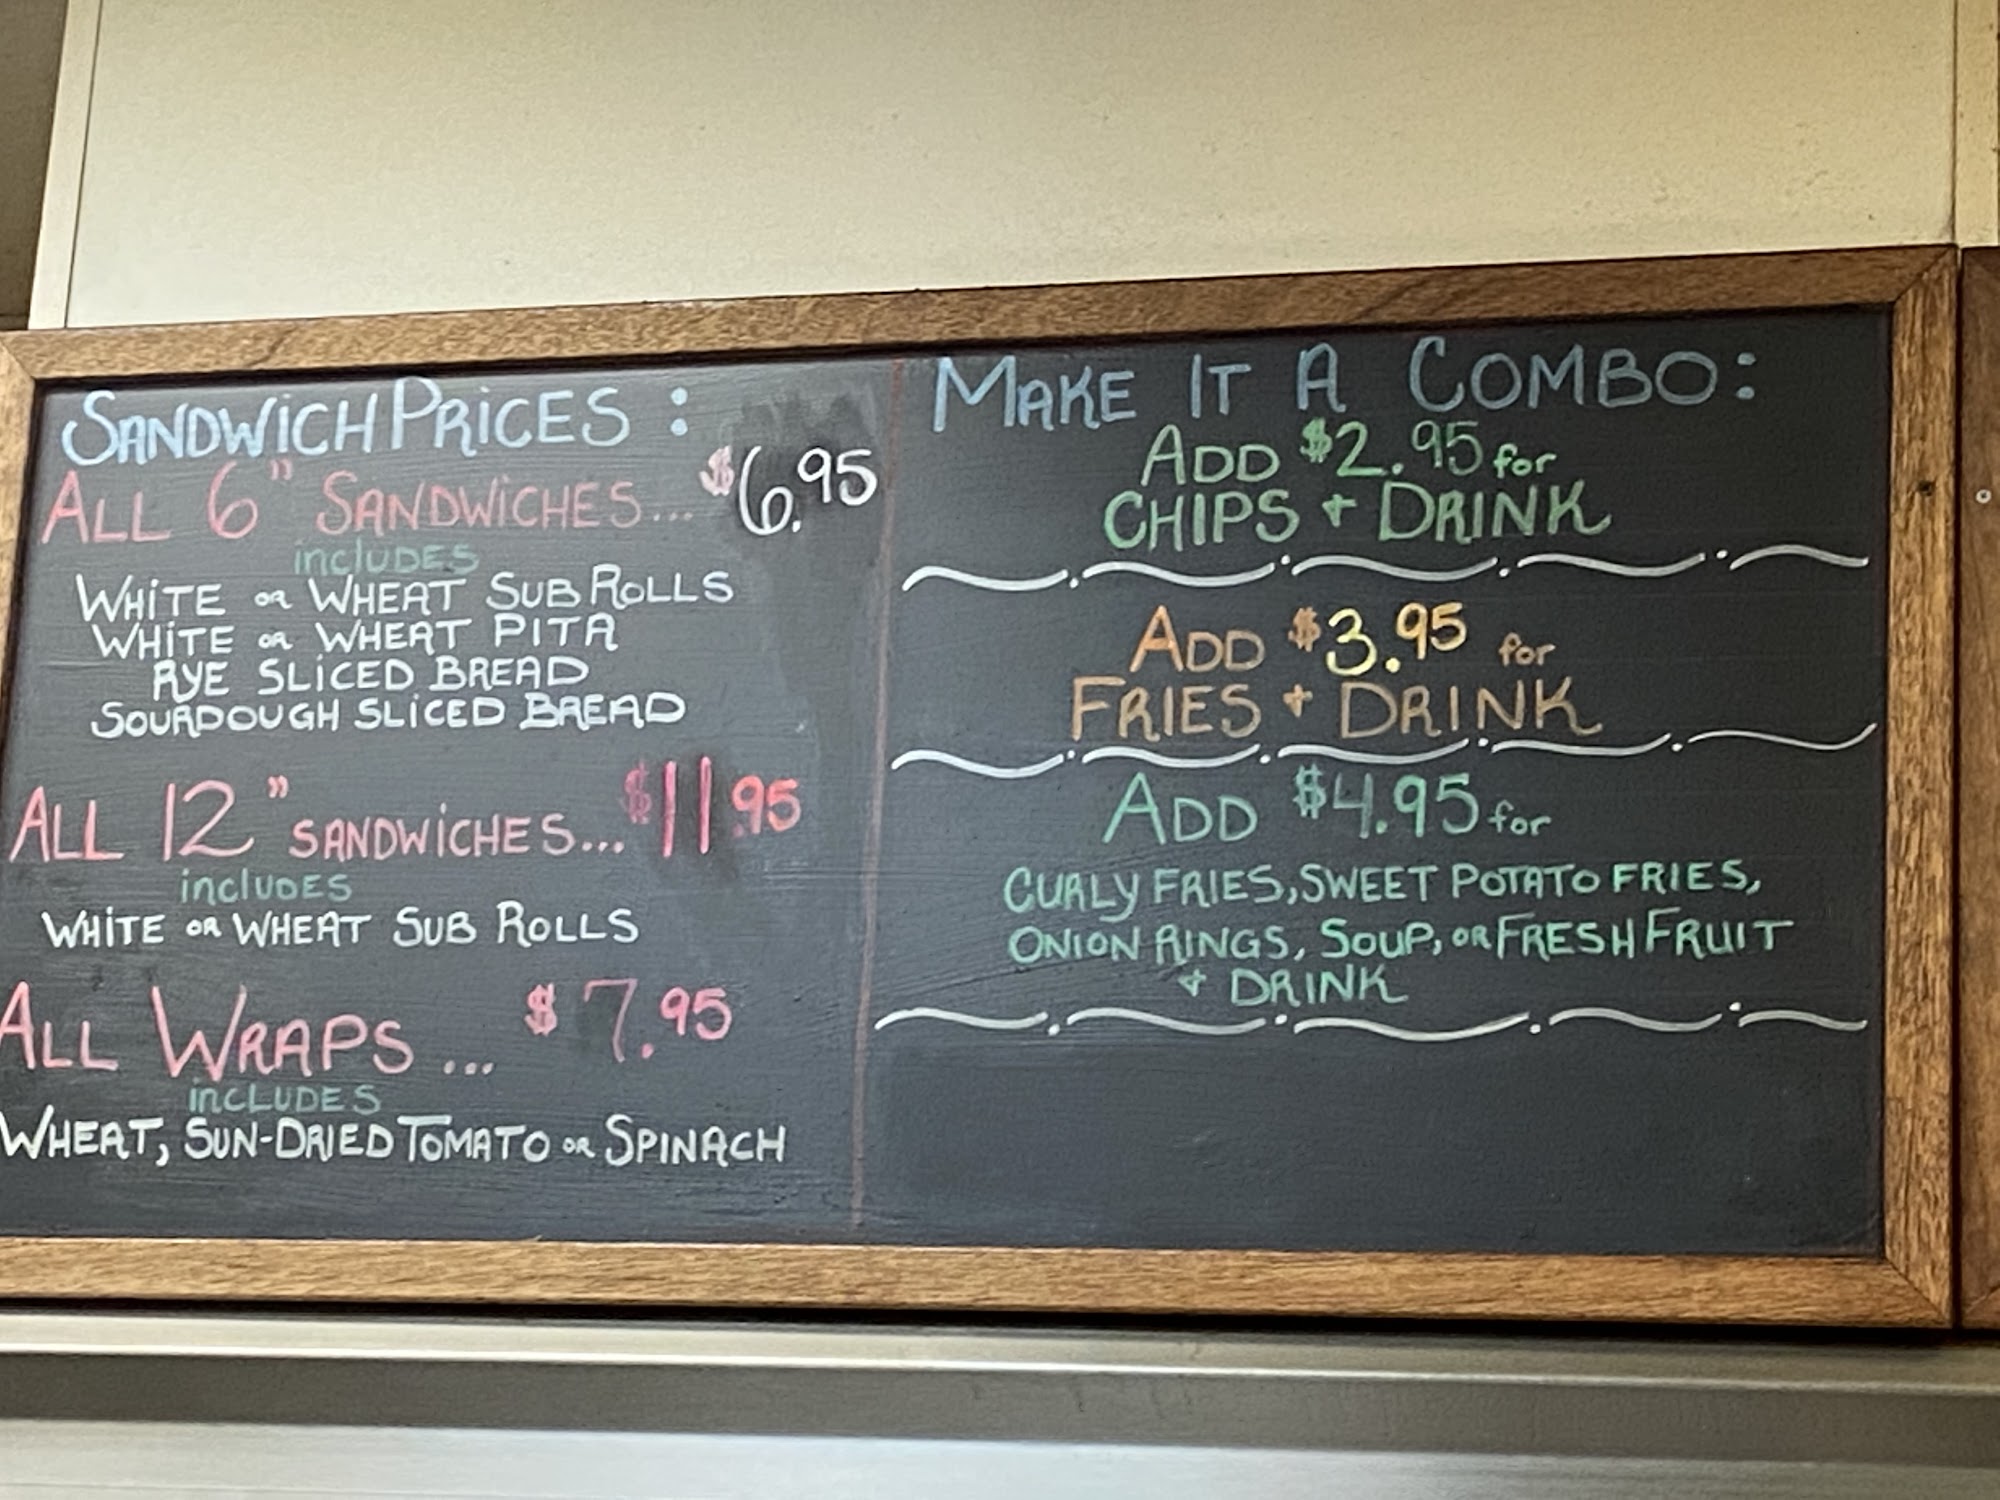 SANDWICH PRICES:
ALL 6" SANDWICHES... $6.95
includes
WHITE or WHEAT SUB ROLLS
WHITE or WHEAT PITA
RYE SLICED BREAD
SOURDOUGH SLICED BREAD
ALL 12" SANDWICHES... $11.95
includes
WHITE or WHEAT SUB ROLLS
ALL WRAPS... $7.95
includes
WHEAT, SUN-DRIED TOMATO or SPINACH
MAKE IT A COMBO:
ADD $2.95 for
CHIPS + DRINK
ADD $3.95 for
FRIES + DRINK
ADD $4.95 for
CURLY FRIES, SWEET POTATO FRIES,
ONION RINGS, SOUP, or FRESH FRUIT
+ DRINK